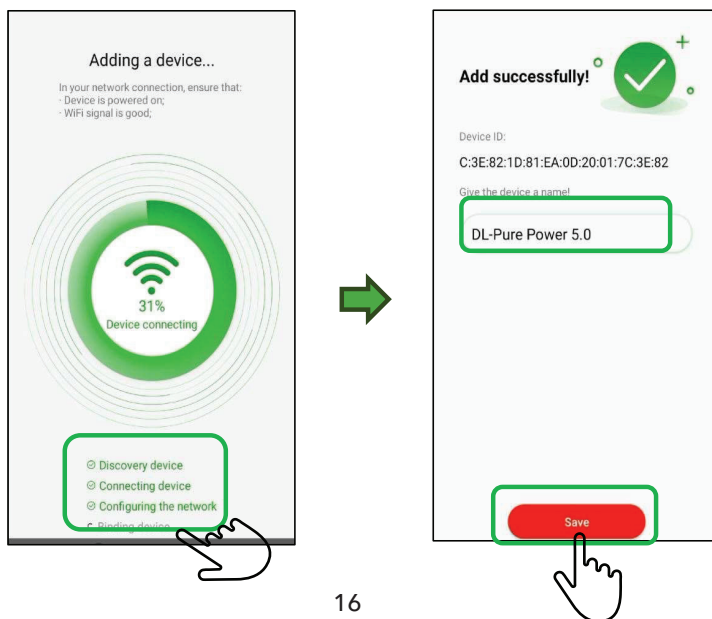 Adding a device...
In your network connection, ensure that:
· Device is powered on;
· WiFi signal is good;
31%
Device connecting
Discovery device
Connecting device
Configuring the network
Binding device
Add successfully!
Device ID:
C:3E:82:1D:81:EA:0D:20:01:7C:3E:82
Give the device a name!
DL-Pure Power 5.0
Save
16